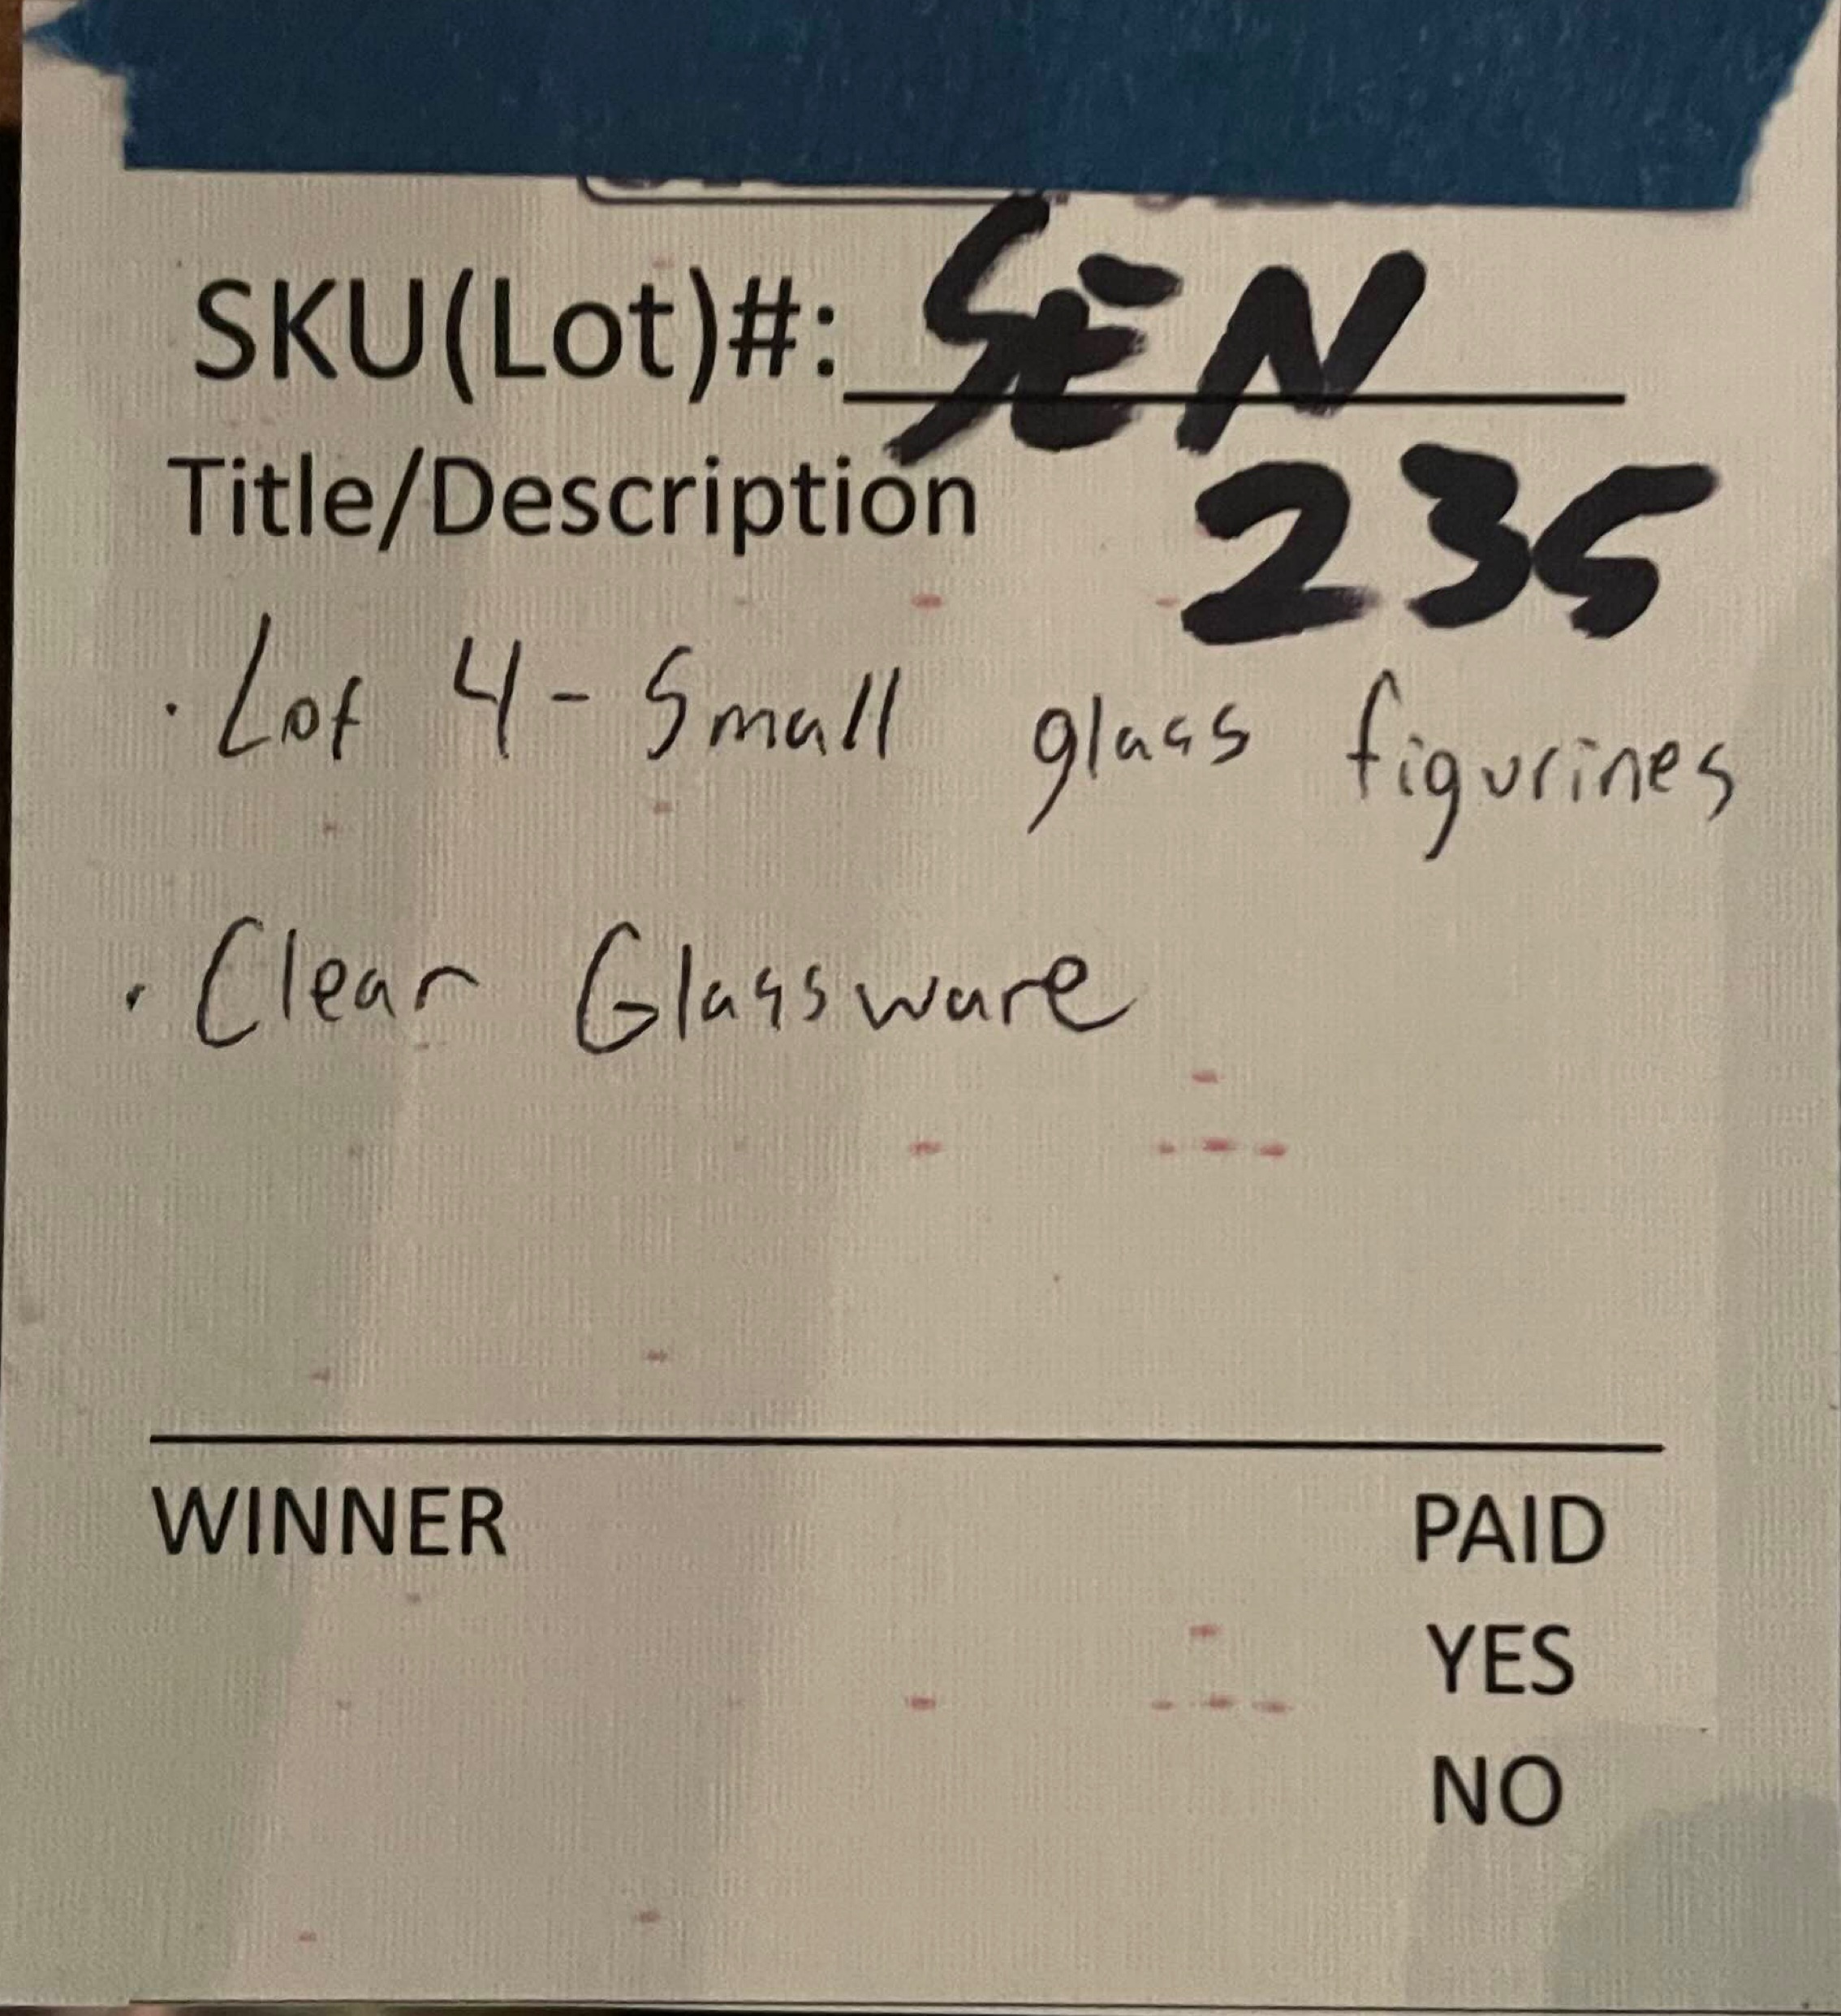 SKU(Lot)#: SEN
Title/Description 235
· Lot 4 - Small glass figurines
· Clear Glassware
WINNER PAID
YES
NO